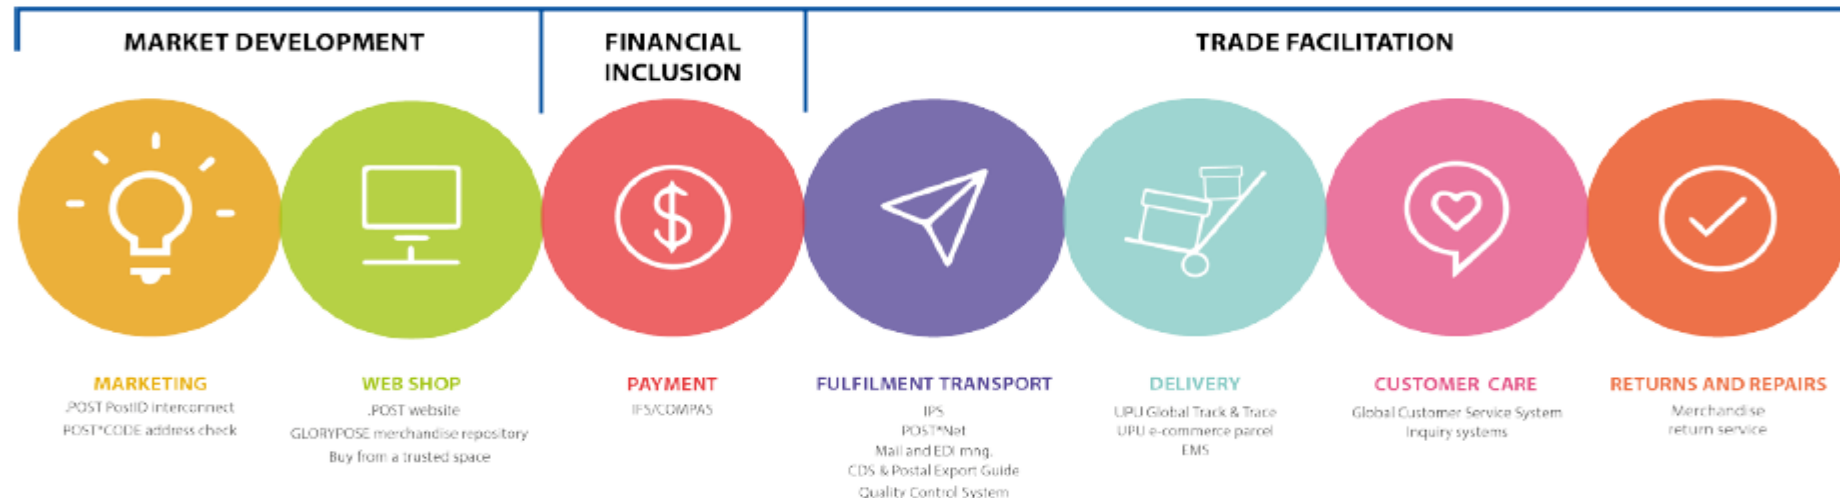 MARKET DEVELOPMENT
FINANCIAL
INCLUSION
TRADE FACILITATION
MARKETING
.POST PostID interconnect
POST*CODE address check
WEB SHOP
.POST website
GLORYPOSE merchandise repository
Buy from a trusted space
PAYMENT
IFS/COMPAS
FULFILMENT TRANSPORT
IPS
POST*Net
Mail and EDI mng.
CDS & Postal Export Guide
Quality Control System
DELIVERY
UPU Global Track & Trace
UPU e-commerce parcel
EMS
CUSTOMER CARE
Global Customer Service System
Inquiry systems
RETURNS AND REPAIRS
Merchandise
return service